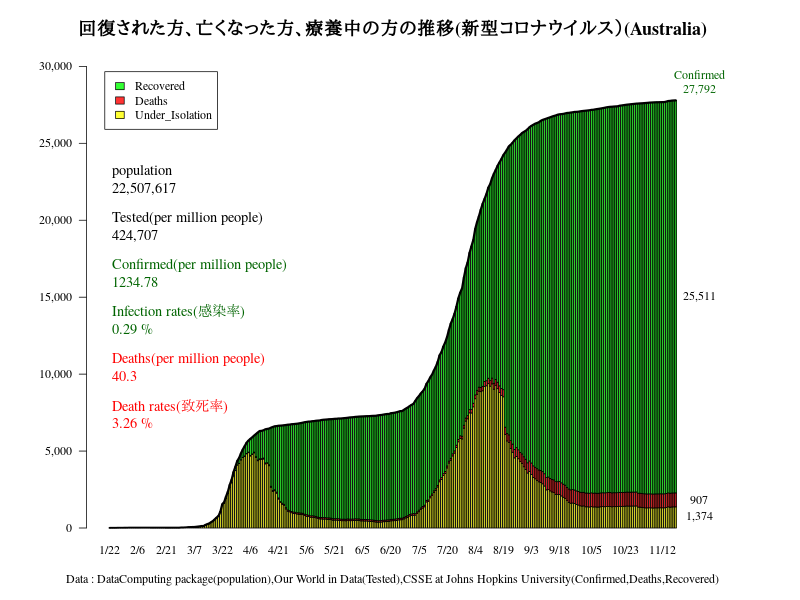 回復された方、亡くなった方、療養中の方の推移(新型コロナウイルス）(Australia)
Confirmed
27,792
30,000
25,000
20,000
15,000
10,000
5,000
0
Recovered
Deaths
Under_Isolation
population
22,507,617
Tested(per million people)
424,707
Confirmed(per million people)
1234.78
Infection rates(感染率)
0.29 %
Deaths(per million people)
40.3
Death rates(致死率)
3.26 %
25,511
907
1,374
1/22 2/6 2/21 3/7 3/22 4/6 4/21 5/6 5/21 6/5 6/20 7/5 7/20 8/4 8/19 9/3 9/18 10/5 10/23 11/12
Data : DataComputing package(population),Our World in Data(Tested),CSSE at Johns Hopkins University(Confirmed,Deaths,Recovered)